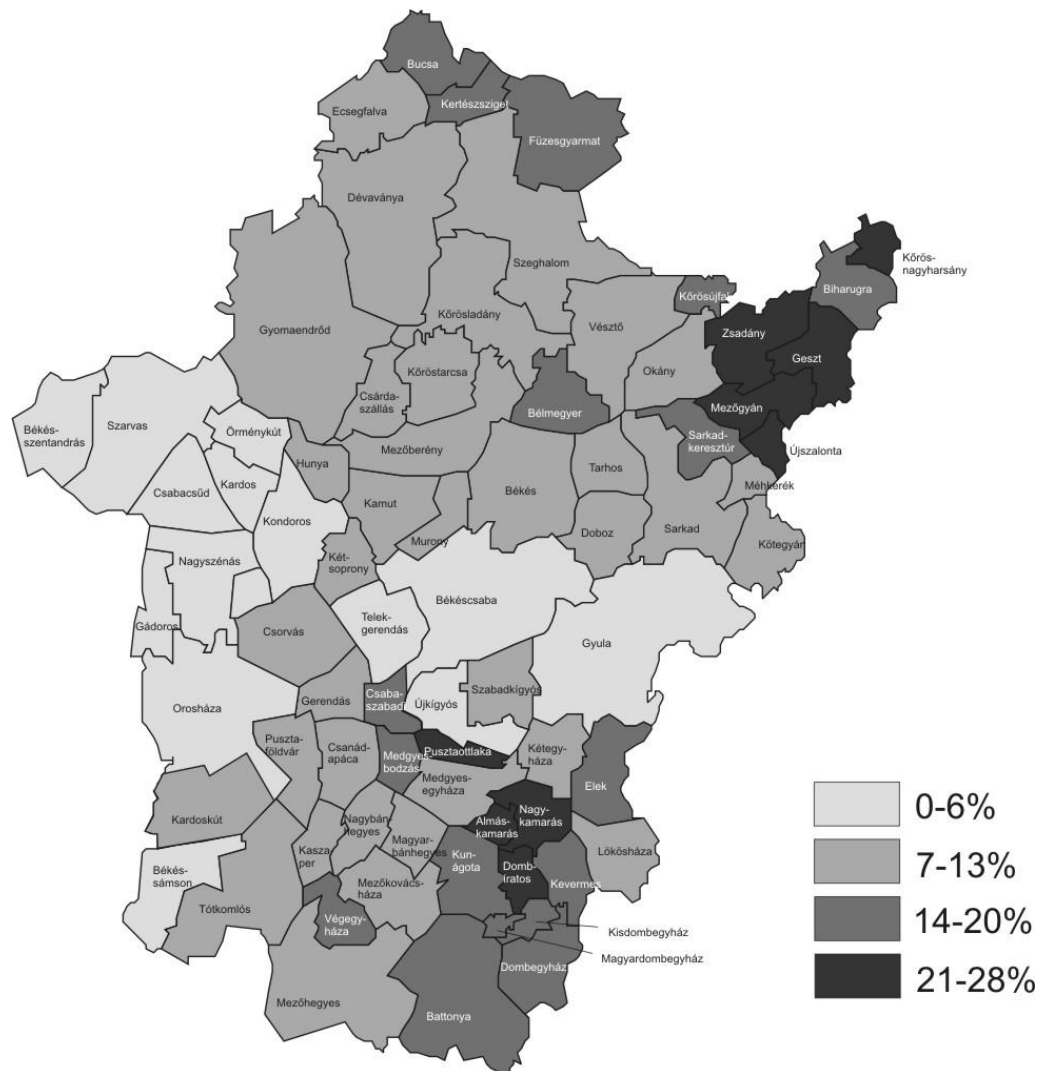 Bucsa
Kertészsziget
Ecsegfalva
Füzesgyarmat
Dévaványa
Szeghalom
Kőrös-
nagyharsány
Biharugra
Kőrösújfal
Kőrösladány
Vésztő
Gyomaendrőd
Zsadány
Geszt
Okány
Köröstarcsa
Csárda-
szállás
Mezőgyán
Bélmegyer
Békés-
szentandrás
Szarvas
Örménykút
Sarkad-
keresztúr
Újszalonta
Mezőberény
Hunya
Tarhos
Kardos
Csabacsűd
Békés
Méhkerék
Kondoros
Kamut
Sarkad
Doboz
Murony
Kötegyán
Nagyszénás
Két-
soprony
Békéscsaba
Telek-
gerendás
Gádoros
Csorvás
Gyula
Szabadkígyós
Csaba-
szabadi
Gerendás
Újkígyós
Orosháza
Puszta-
földvár
Csanád-
apáca
Medgyes-
bodzás
Pusztaottlaka
Kétegy-
háza
Medgyes-
egyháza
Elek
Nagy-
kamarás
Almás-
kamarás
Kardoskút
Nagybán-
hegyes
Magyar-
bánhegyes
Kasza-
per
Kun-
ágota
Lőkösháza
Békés-
sámson
Domb-
iratos
Kevermes
Mezőkovács-
háza
Tótkomlós
Végegy-
háza
Kisdombegyház
Magyardombegyház
Dombegyház
Mezőhegyes
Battonya
0-6%
7-13%
14-20%
21-28%